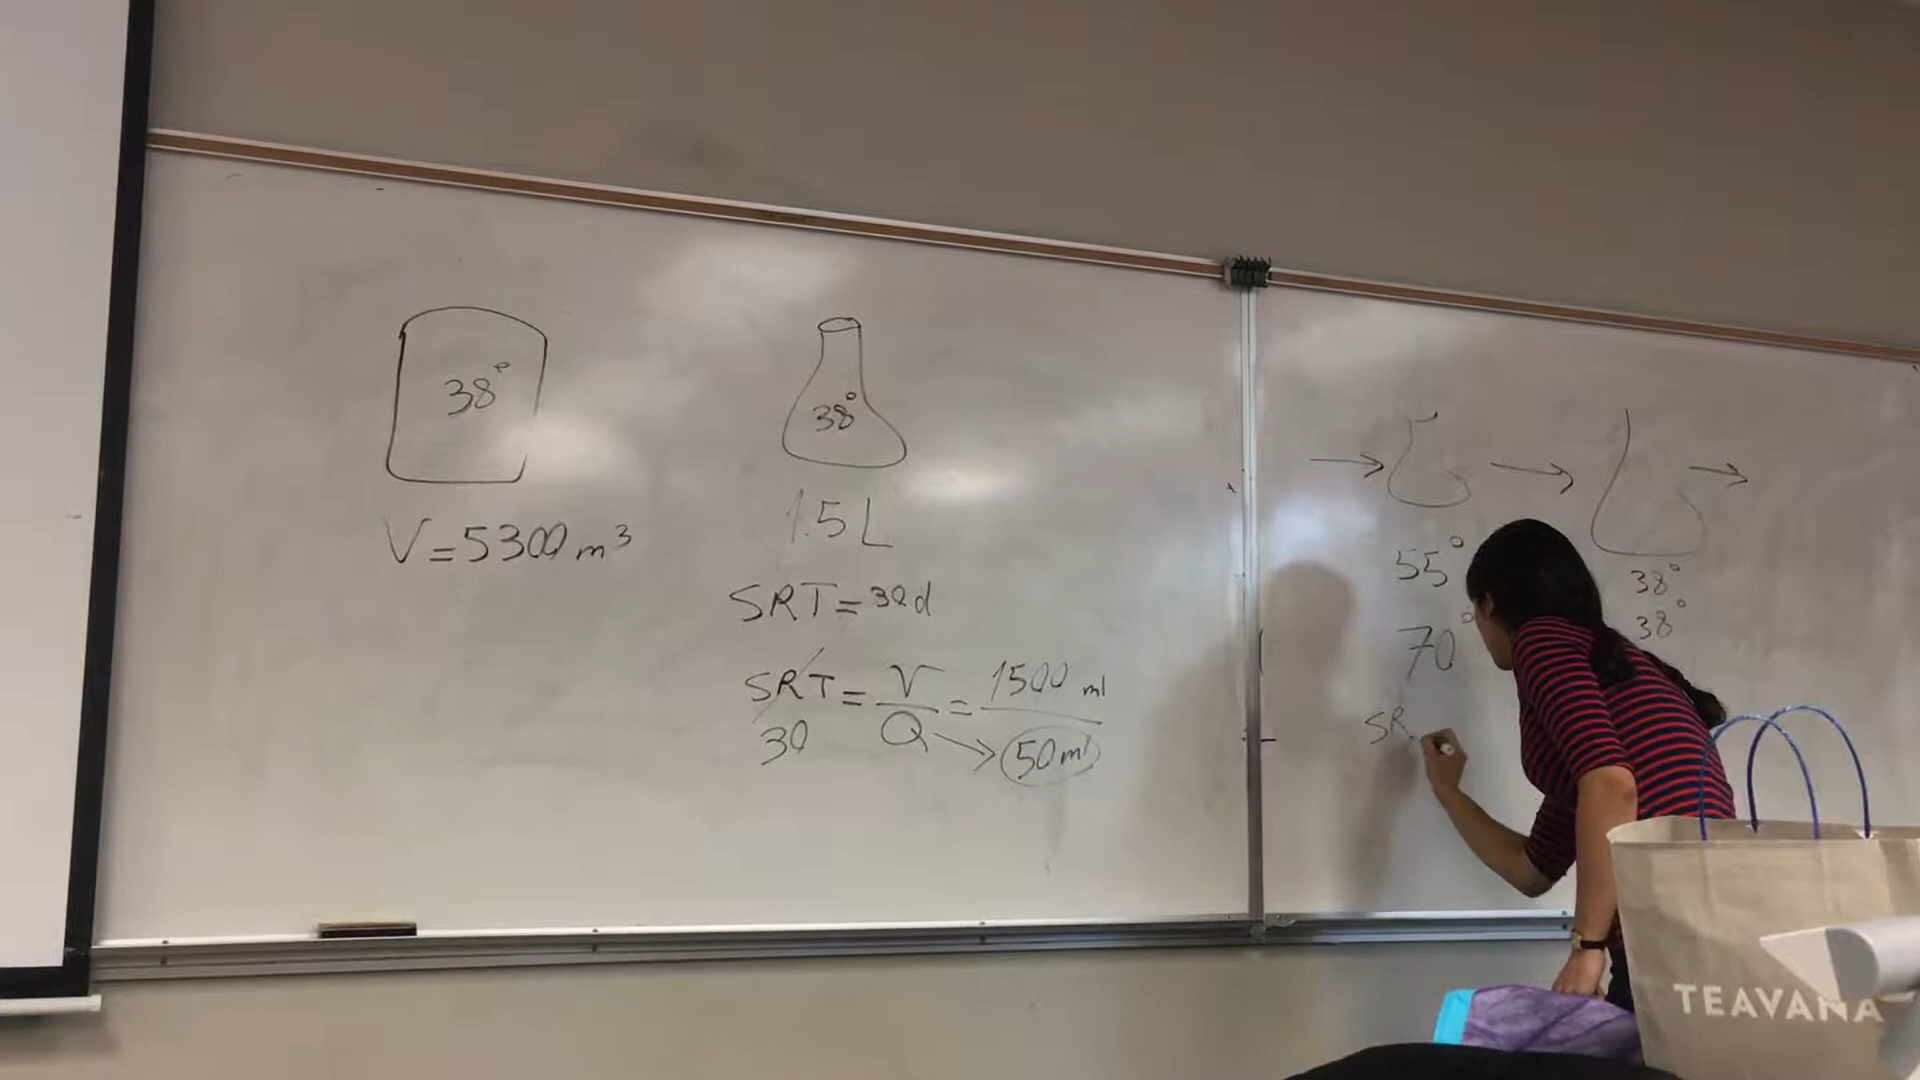 38°
V = 5300 m³
38°
1.5 L
SRT = 30d
SRT = V/Q = 1500 ml
30 → 50 ml
55° 38°
70° 38°
SR
TEAVANA